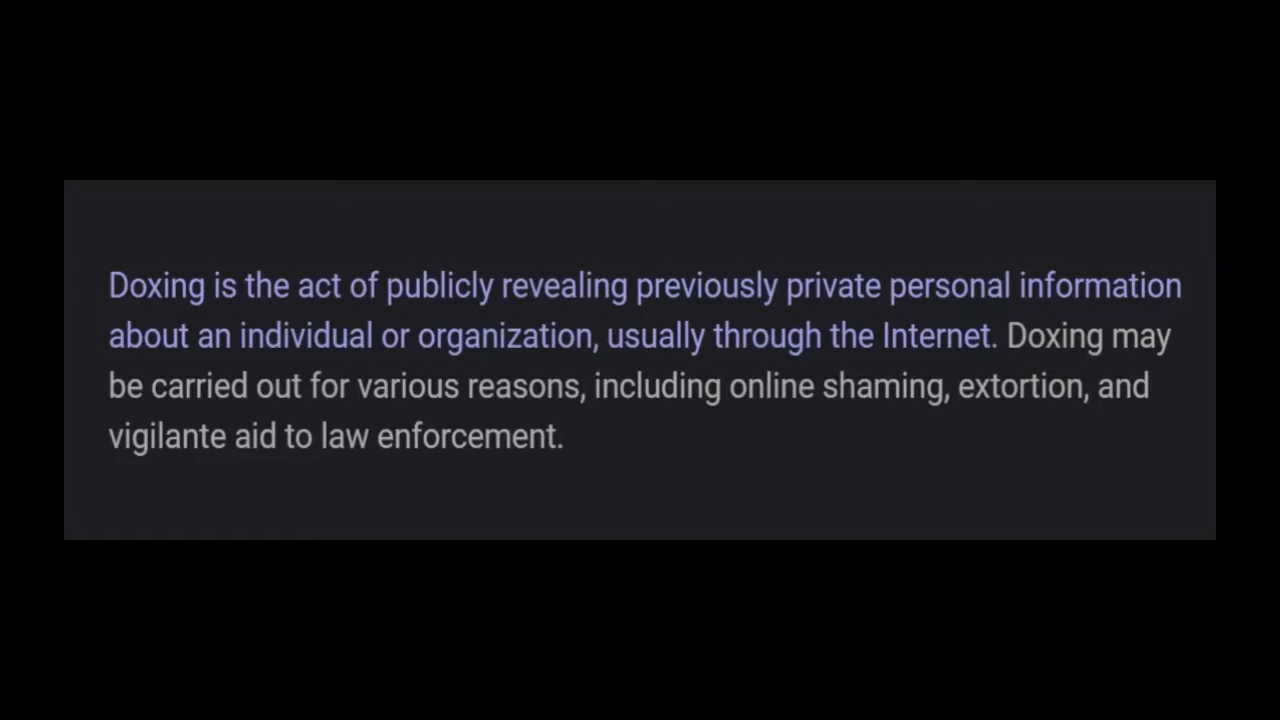 Doxing is the act of publicly revealing previously private personal information
about an individual or organization, usually through the Internet. Doxing may
be carried out for various reasons, including online shaming, extortion, and
vigilante aid to law enforcement.